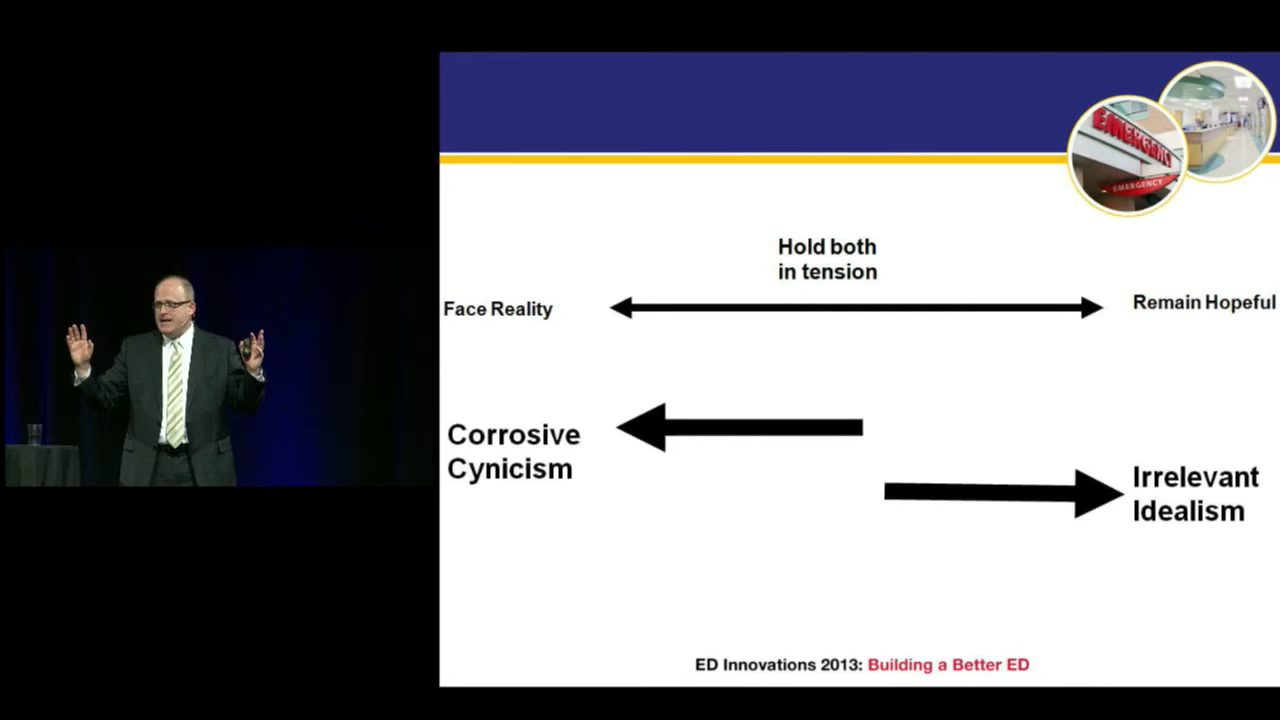 EMERGENCY
EMERGENCY
Hold both
in tension
Face Reality
Remain Hopeful
Corrosive
Cynicism
Irrelevant
Idealism
ED Innovations 2013: Building a Better ED